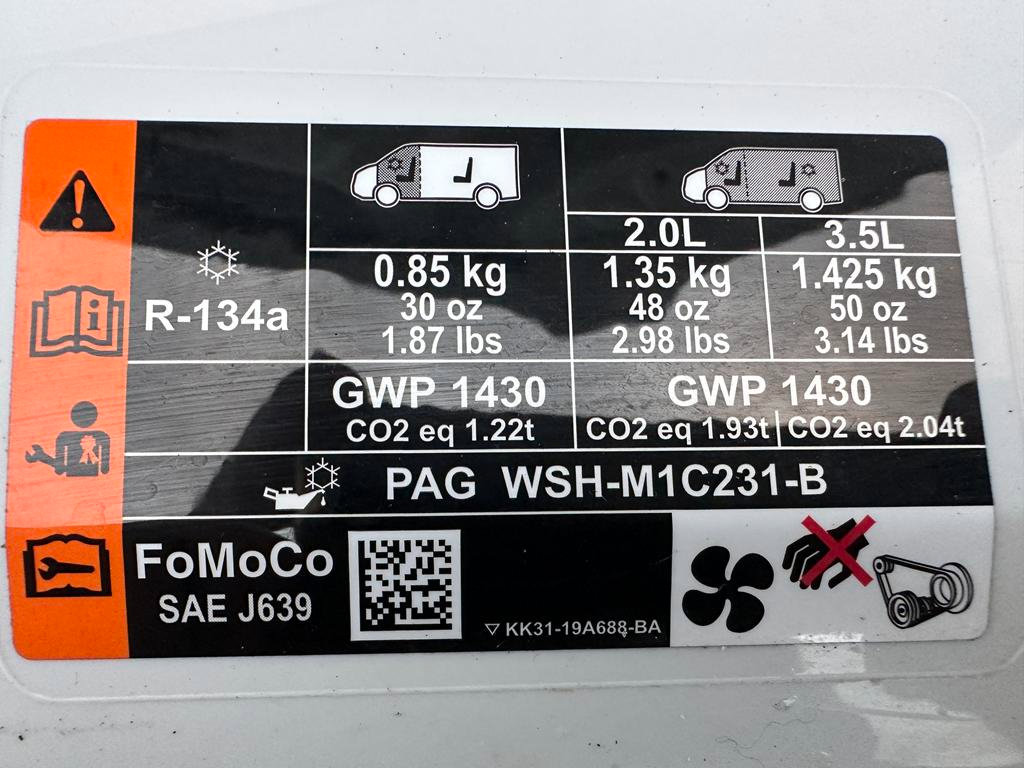 2.0L 3.5L
R-134a
0.85 kg 1.35 kg 1.425 kg
30 oz 48 oz 50 oz
1.87 lbs 2.98 lbs 3.14 lbs
GWP 1430 GWP 1430
CO2 eq 1.22t CO2 eq 1.93t CO2 eq 2.04t
PAG WSH-M1C231-B
FoMoCo
SAE J639
KK31-19A688-BA